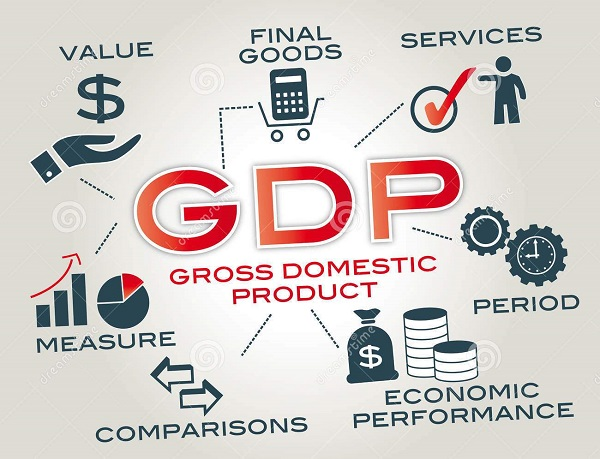 VALUE
FINAL
GOODS
SERVICES
$
GDP
GROSS DOMESTIC
PRODUCT
PERIOD
MEASURE
$
ECONOMIC
PERFORMANCE
COMPARISONS